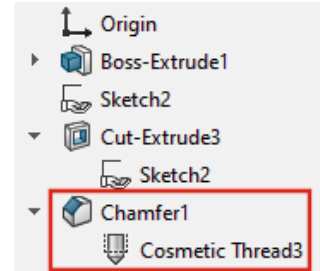 Origin
Boss-Extrude1
Sketch2
Cut-Extrude3
Sketch2
Chamfer1
Cosmetic Thread3